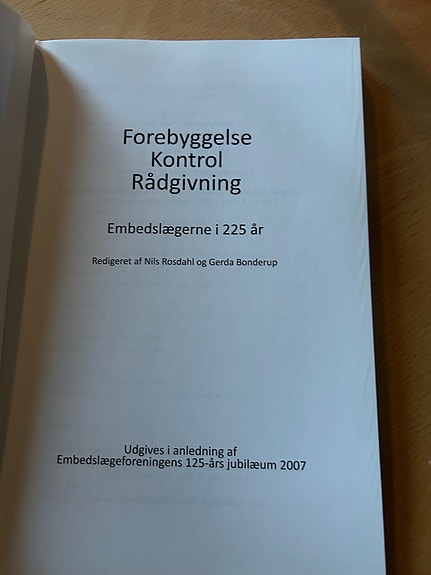 Forebyggelse
Kontrol
Rådgivning
Embedslægerne i 225 år
Redigeret af Nils Rosdahl og Gerda Bonderup
Udgives i anledning af
Embedslægeforeningens 125-års jubilæum 2007